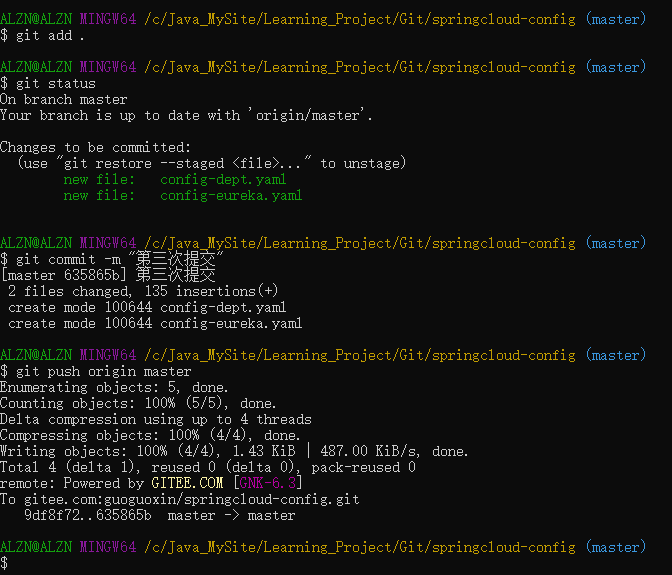 ALZN@ALZN MINGW64 /c/Java_MySite/Learning_Project/Git/springcloud-config (master)
$ git add .
ALZN@ALZN MINGW64 /c/Java_MySite/Learning_Project/Git/springcloud-config (master)
$ git status
On branch master
Your branch is up to date with 'origin/master'.
Changes to be committed:
  (use "git restore --staged <file>..." to unstage)
        new file:   config-dept.yaml
        new file:   config-eureka.yaml
ALZN@ALZN MINGW64 /c/Java_MySite/Learning_Project/Git/springcloud-config (master)
$ git commit -m "第三次提交"
[master 635865b] 第三次提交
 2 files changed, 135 insertions(+)
 create mode 100644 config-dept.yaml
 create mode 100644 config-eureka.yaml
ALZN@ALZN MINGW64 /c/Java_MySite/Learning_Project/Git/springcloud-config (master)
$ git push origin master
Enumerating objects: 5, done.
Counting objects: 100% (5/5), done.
Delta compression using up to 4 threads
Compressing objects: 100% (4/4), done.
Writing objects: 100% (4/4), 1.43 KiB | 487.00 KiB/s, done.
Total 4 (delta 1), reused 0 (delta 0), pack-reused 0
remote: Powered by GITEE.COM [GNK-6.3]
To gitee.com:guoguoxin/springcloud-config.git
   9df8f72..635865b  master -> master
ALZN@ALZN MINGW64 /c/Java_MySite/Learning_Project/Git/springcloud-config (master)
$